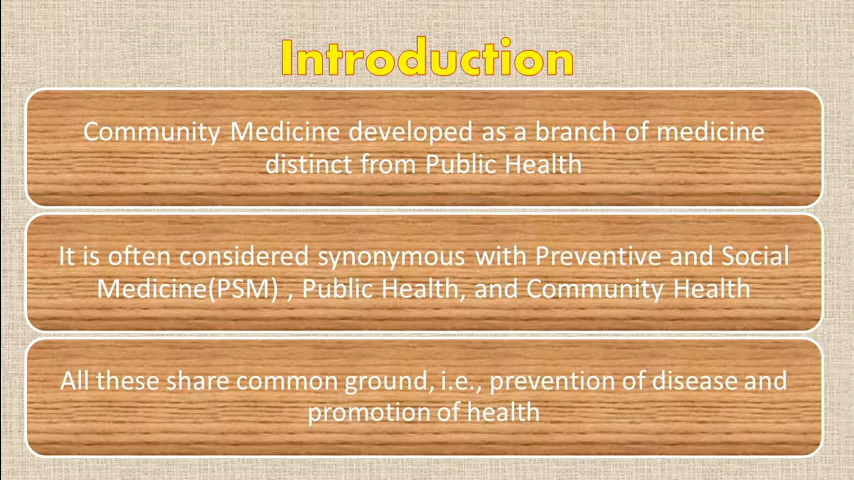 Introduction
Community Medicine developed as a branch of medicine
distinct from Public Health
It is often considered synonymous with Preventive and Social
Medicine(PSM) , Public Health, and Community Health
All these share common ground, i.e., prevention of disease and
promotion of health